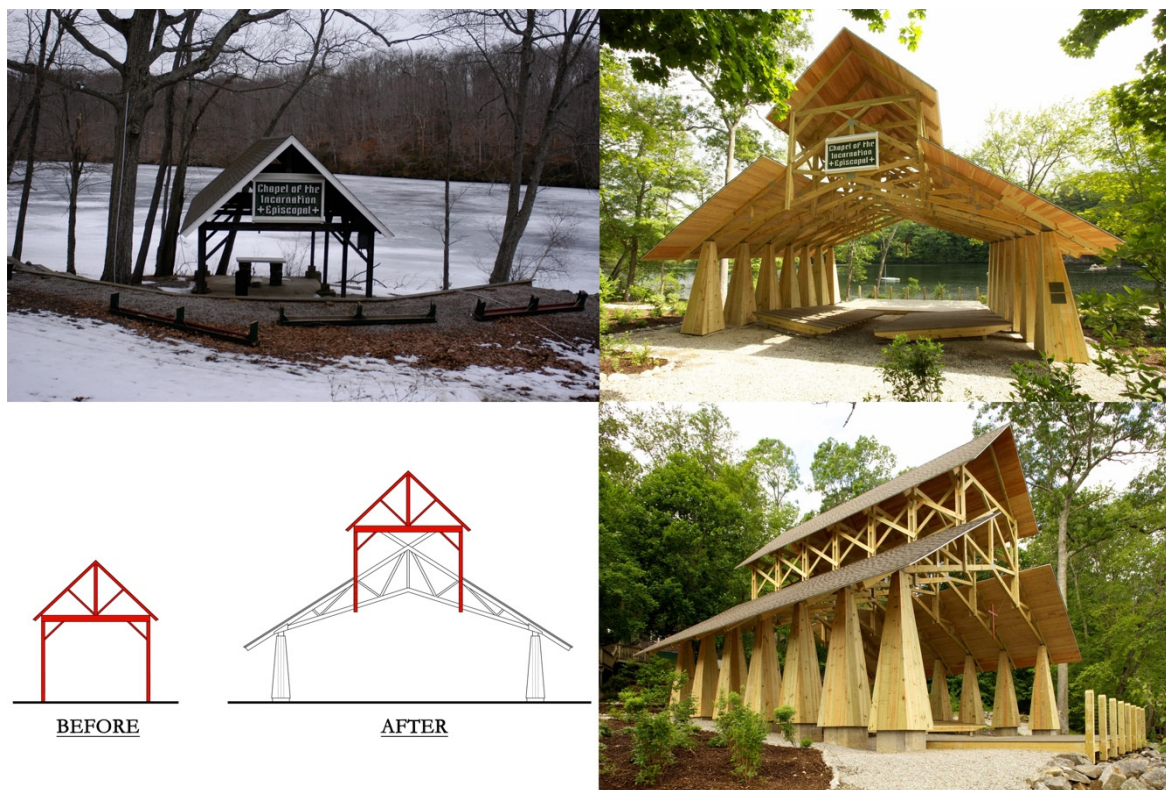 Chapel of the
Incarnation
+Episcopal+
Chapel of the
Incarnation
+Episcopal+
BEFORE
AFTER